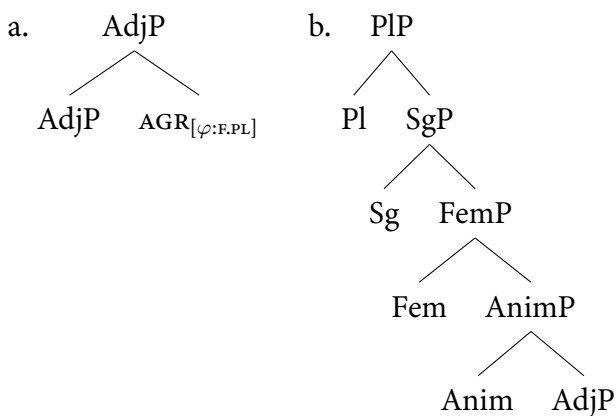 a. AdjP b. PlP
AdjP AGR[φ:F.PL] Pl SgP
Sg FemP
Fem AnimP
Anim AdjP